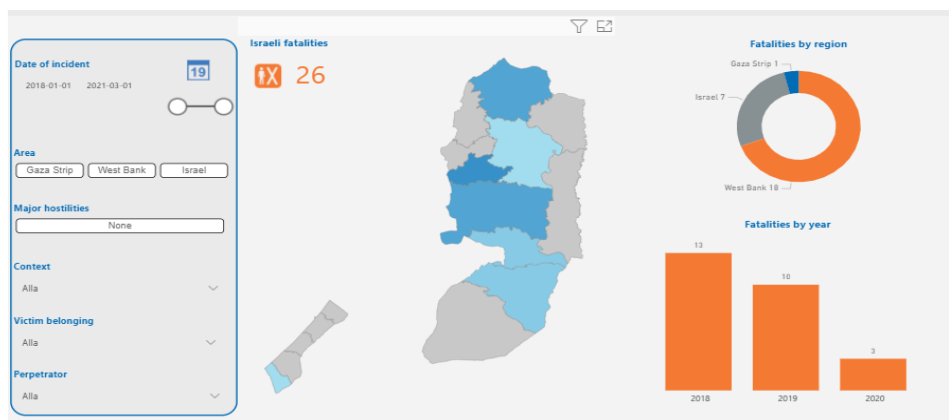 Date of incident
19
2018-01-01 2021-03-01
Area
Gaza Strip West Bank Israel
Major hostilities
None
Context
Alla
Victim belonging
Alla
Perpetrator
Alla
Israeli fatalities
26
Fatalities by region
Gaza Strip 1
Israel 7
West Bank 18
Fatalities by year
13
10
3
2018 2019 2020